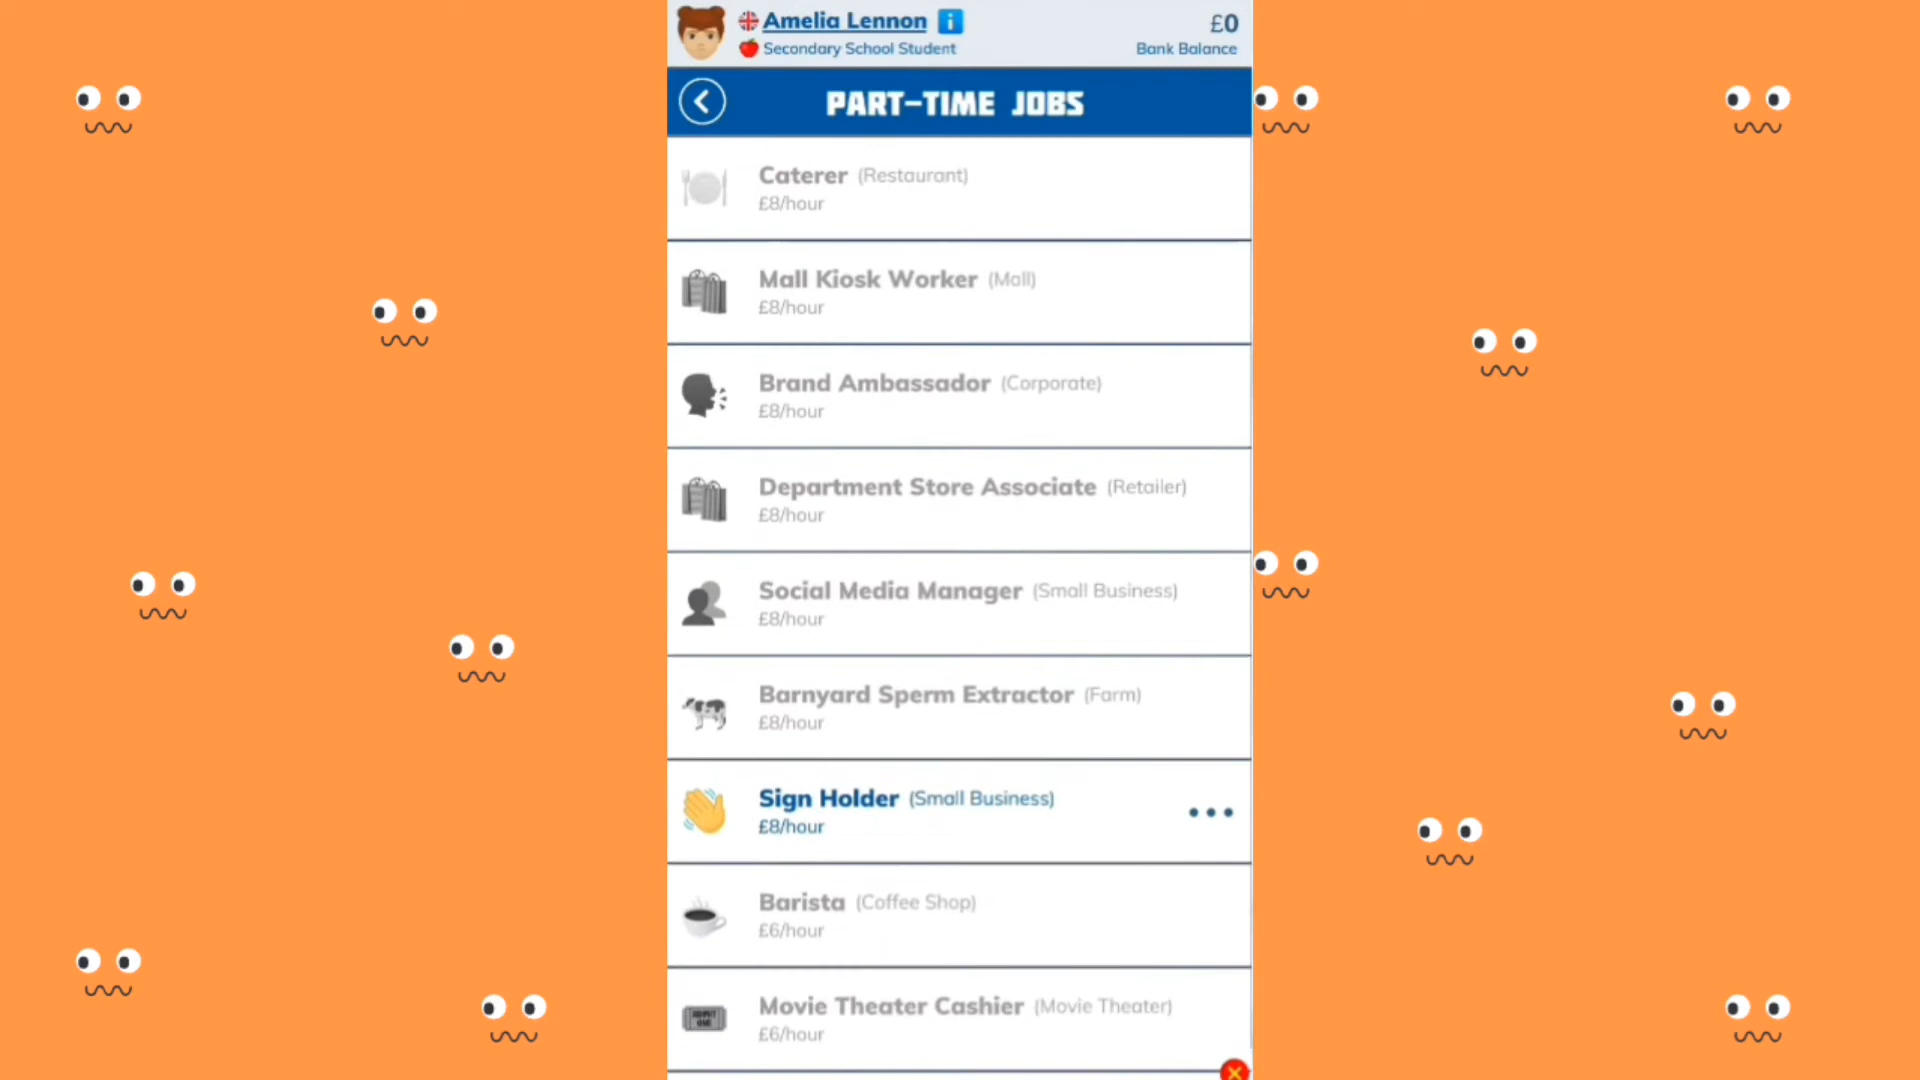 Amelia Lennon
£0
Secondary School Student
Bank Balance
PART-TIME JOBS
Caterer (Restaurant)
£8/hour
Mall Kiosk Worker (Mall)
£8/hour
Brand Ambassador (Corporate)
£8/hour
Department Store Associate (Retailer)
£8/hour
Social Media Manager (Small Business)
£8/hour
Barnyard Sperm Extractor (Farm)
£8/hour
Sign Holder (Small Business)
£8/hour
Barista (Coffee Shop)
£6/hour
Movie Theater Cashier (Movie Theater)
£6/hour